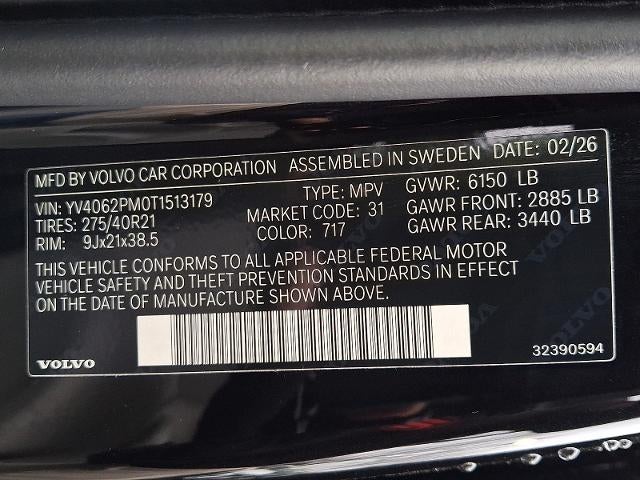 MFD BY VOLVO CAR CORPORATION ASSEMBLED IN SWEDEN DATE: 02/26
VIN: YV4062PM0T1513179 TYPE: MPV GVWR: 6150 LB
TIRES: 275/40R21 MARKET CODE: 31 GAWR FRONT: 2885 LB
RIM: 9Jx21x38.5 COLOR: 717 GAWR REAR: 3440 LB
THIS VEHICLE CONFORMS TO ALL APPLICABLE FEDERAL MOTOR
VEHICLE SAFETY AND THEFT PREVENTION STANDARDS IN EFFECT
ON THE DATE OF MANUFACTURE SHOWN ABOVE.
VOLVO 32390594